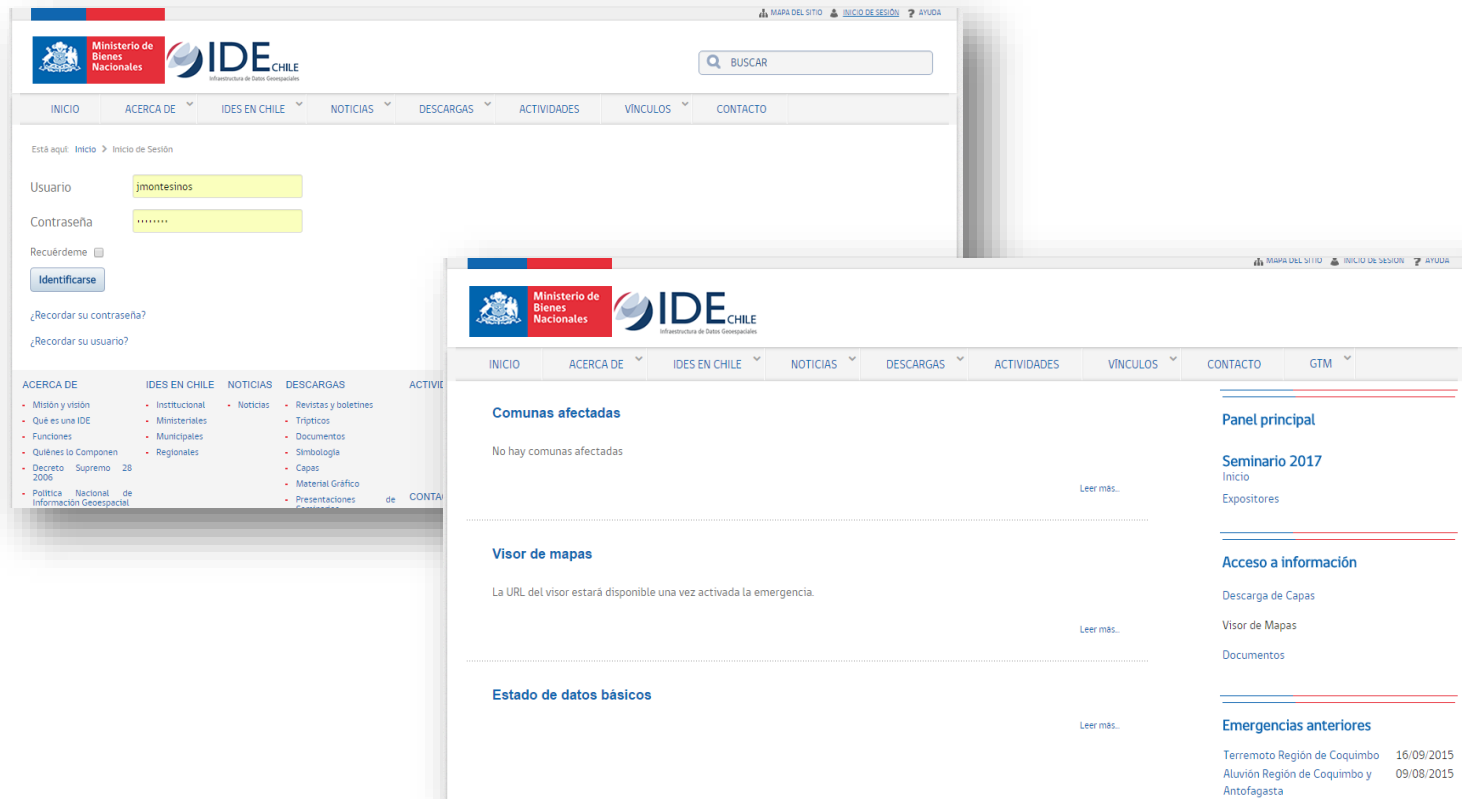 MAPA DEL SITIO INICIO DE SESIÓN ? AYUDA
Ministerio de
Bienes
Nacionales
IDE CHILE
Infraestructura de Datos Geoespaciales
BUSCAR
INICIO ACERCA DE IDES EN CHILE NOTICIAS DESCARGAS ACTIVIDADES VÍNCULOS CONTACTO
Está aquí: Inicio > Inicio de Sesión
Usuario jmontesinos
Contraseña ········
Recuérdeme
Identificarse
¿Recordar su contraseña?
¿Recordar su usuario?
ACERCA DE
- Misión y visión
- Qué es una IDE
- Funciones
- Quiénes lo Componen
- Decreto Supremo 28
2006
- Política Nacional de
Información Geoespacial
IDES EN CHILE
- Institucional
- Ministeriales
- Municipales
- Regionales
NOTICIAS
- Noticias
DESCARGAS
- Revistas y boletines
- Trípticos
- Documentos
- Simbología
- Capas
- Material Gráfico
- Presentaciones de
ACTIVID
CONTA
MAPA DEL SITIO INICIO DE SESIÓN ? AYUDA
Ministerio de
Bienes
Nacionales
IDE CHILE
Infraestructura de Datos Geoespaciales
INICIO ACERCA DE IDES EN CHILE NOTICIAS DESCARGAS ACTIVIDADES VÍNCULOS CONTACTO GTM
Comunas afectadas
No hay comunas afectadas
Leer más...
Visor de mapas
La URL del visor estará disponible una vez activada la emergencia.
Leer más...
Estado de datos básicos
Leer más...
Panel principal
Seminario 2017
Inicio
Expositores
Acceso a información
Descarga de Capas
Visor de Mapas
Documentos
Emergencias anteriores
Terremoto Región de Coquimbo 16/09/2015
Aluvión Región de Coquimbo y 09/08/2015
Antofagasta